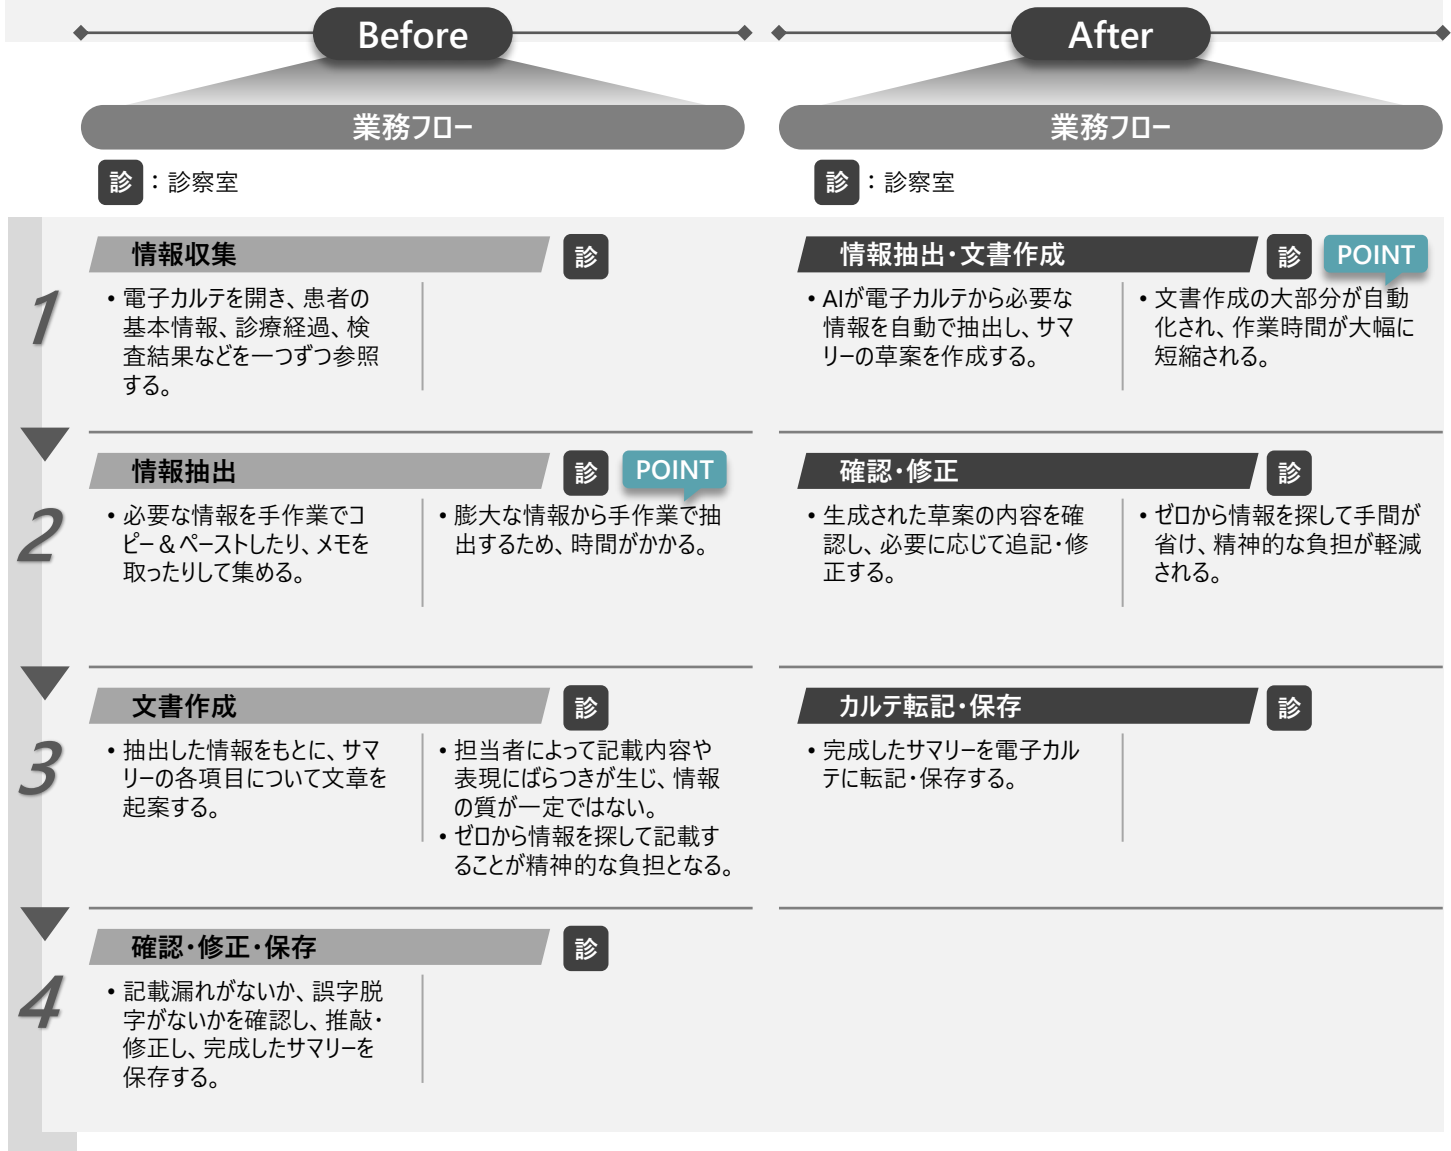 Before
業務フロー
診：診察室
After
業務フロー
診：診察室
1
情報収集
診
• 電子カルテを開き、患者の
基本情報、診療経過、検
査結果などを一つずつ参照
する。
情報抽出・文書作成
診
POINT
• AIが電子カルテから必要な
情報を自動で抽出し、サマ
リーの草案を作成する。
• 文書作成の大部分が自動
化され、作業時間が大幅に
短縮される。
2
情報抽出
診
POINT
• 必要な情報を手作業でコ
ピー＆ペーストしたり、メモを
取ったりして集める。
• 膨大な情報から手作業で抽
出するため、時間がかかる。
確認・修正
診
• 生成された草案の内容を確
認し、必要に応じて追記・修
正する。
• ゼロから情報を探して手間が
省け、精神的な負担が軽減
される。
3
文書作成
診
• 抽出した情報をもとに、サマ
リーの各項目について文章を
起案する。
• 担当者によって記載内容や
表現にばらつきが生じ、情報
の質が一定ではない。
• ゼロから情報を探して記載す
ることが精神的な負担となる。
カルテ転記・保存
診
• 完成したサマリーを電子カル
テに転記・保存する。
4
確認・修正・保存
診
• 記載漏れがないか、誤字脱
字がないかを確認し、推敲・
修正し、完成したサマリーを
保存する。